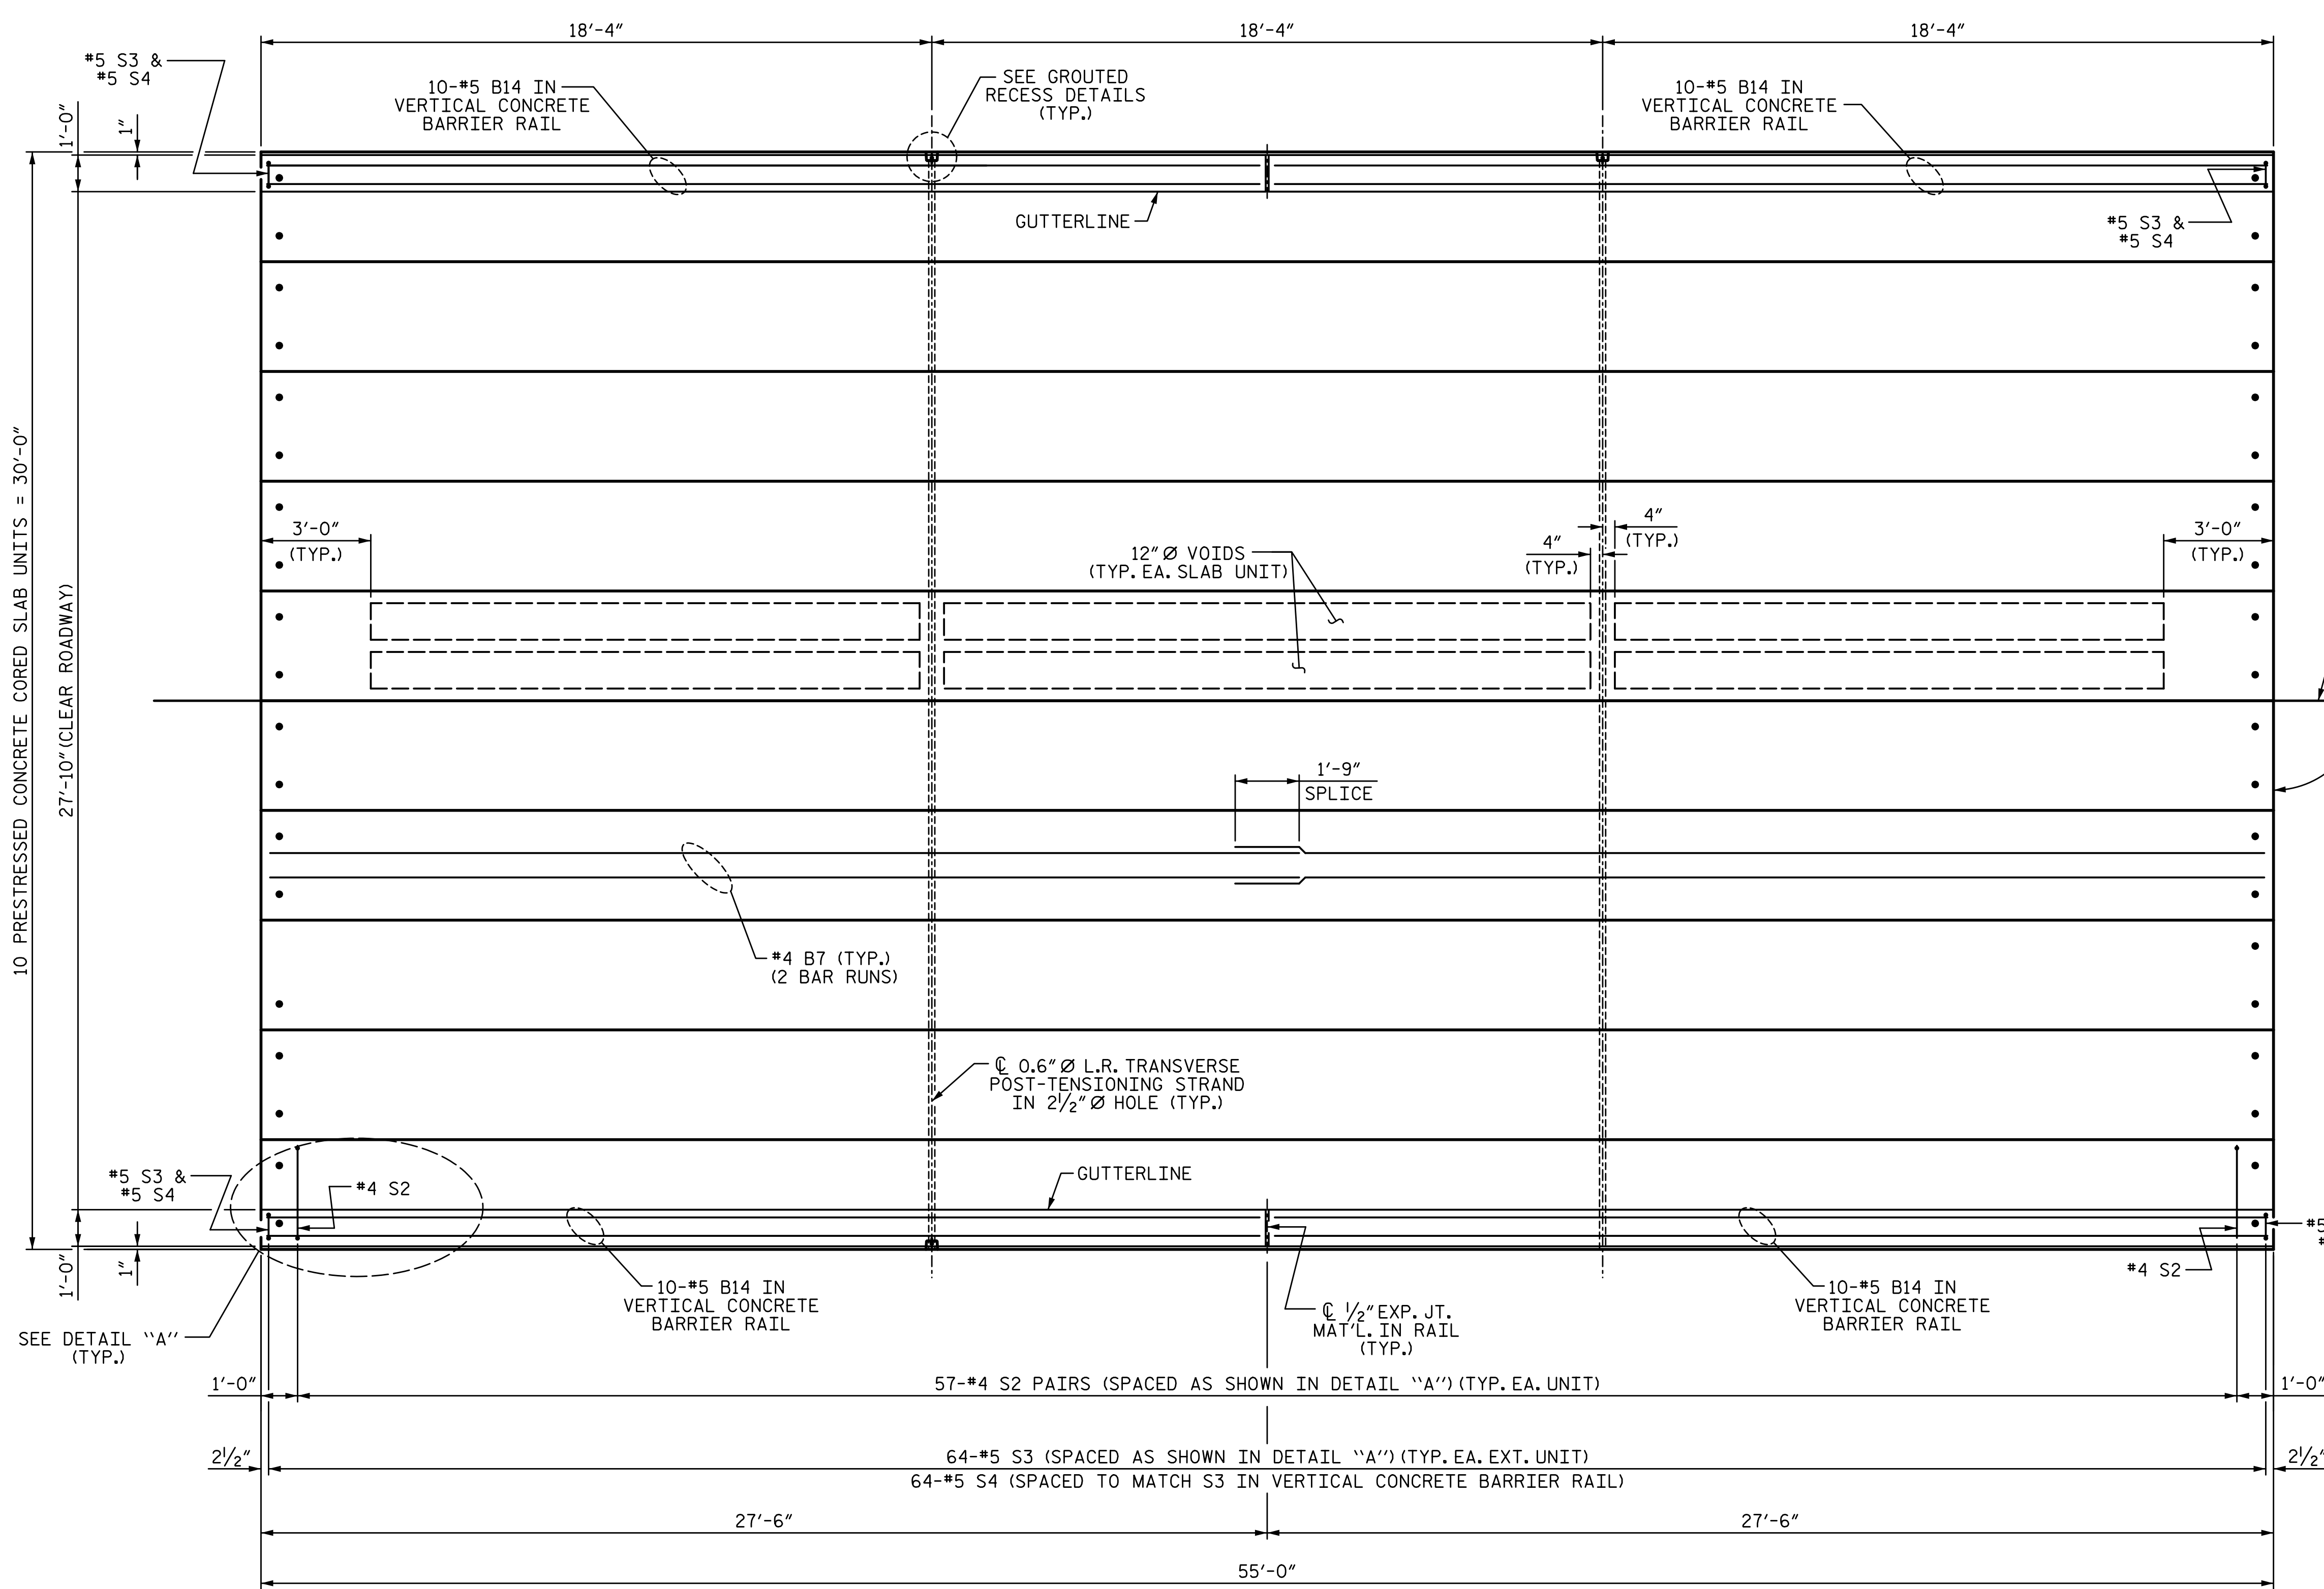 18'-4"
18'-4"
18'-4"
#5 S3 &
#5 S4
1'-0"
1"
10-#5 B14 IN
VERTICAL CONCRETE
BARRIER RAIL
SEE GROUTED
RECESS DETAILS
(TYP.)
10-#5 B14 IN
VERTICAL CONCRETE
BARRIER RAIL
GUTTERLINE
#5 S3 &
#5 S4
10 PRESTRESSED CONCRETE CORED SLAB UNITS = 30'-0"
27'-10" (CLEAR ROADWAY)
3'-0"
(TYP.)
12" Ø VOIDS
(TYP. EA. SLAB UNIT)
4"
(TYP.)
4"
(TYP.)
3'-0"
(TYP.)
1'-9"
SPLICE
#4 B7 (TYP.)
(2 BAR RUNS)
℄ 0.6" Ø L.R. TRANSVERSE
POST-TENSIONING STRAND
IN 2½" Ø HOLE (TYP.)
#5 S3 &
#5 S4
#4 S2
GUTTERLINE
1'-0"
1"
#5
#
#4 S2
10-#5 B14 IN
VERTICAL CONCRETE
BARRIER RAIL
℄ ½" EXP. JT.
MAT'L. IN RAIL
(TYP.)
10-#5 B14 IN
VERTICAL CONCRETE
BARRIER RAIL
SEE DETAIL "A"
(TYP.)
1'-0"
57-#4 S2 PAIRS (SPACED AS SHOWN IN DETAIL "A") (TYP. EA. UNIT)
1'-0"
2½"
64-#5 S3 (SPACED AS SHOWN IN DETAIL "A") (TYP. EA. EXT. UNIT)
64-#5 S4 (SPACED TO MATCH S3 IN VERTICAL CONCRETE BARRIER RAIL)
2½"
27'-6"
27'-6"
55'-0"